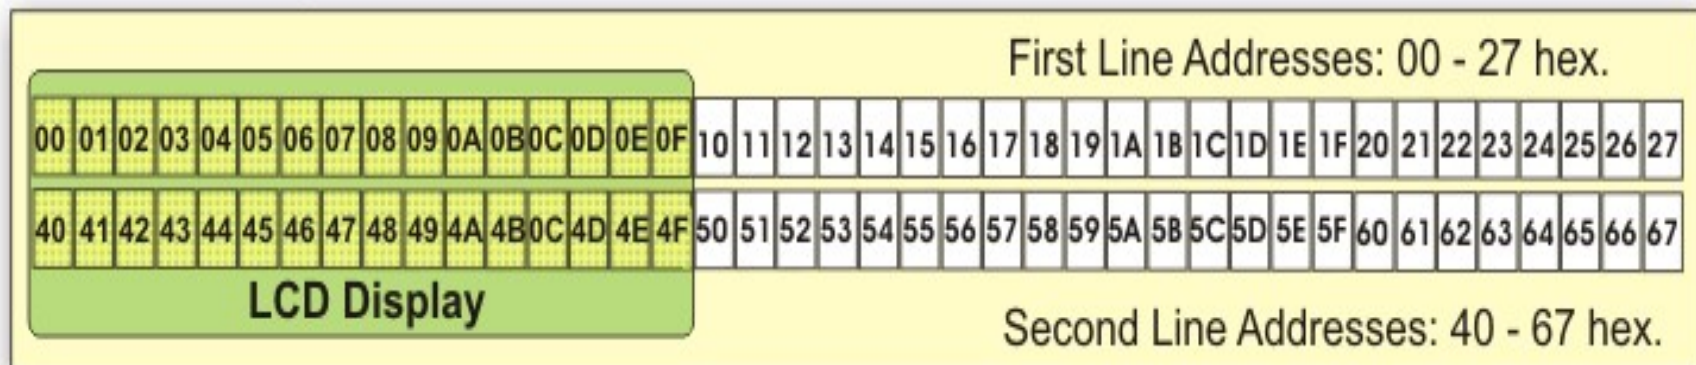 First Line Addresses: 00 - 27 hex.
00 01 02 03 04 05 06 07 08 09 0A 0B 0C 0D 0E 0F 10 11 12 13 14 15 16 17 18 19 1A 1B 1C 1D 1E 1F 20 21 22 23 24 25 26 27
40 41 42 43 44 45 46 47 48 49 4A 4B 0C 4D 4E 4F 50 51 52 53 54 55 56 57 58 59 5A 5B 5C 5D 5E 5F 60 61 62 63 64 65 66 67
LCD Display
Second Line Addresses: 40 - 67 hex.